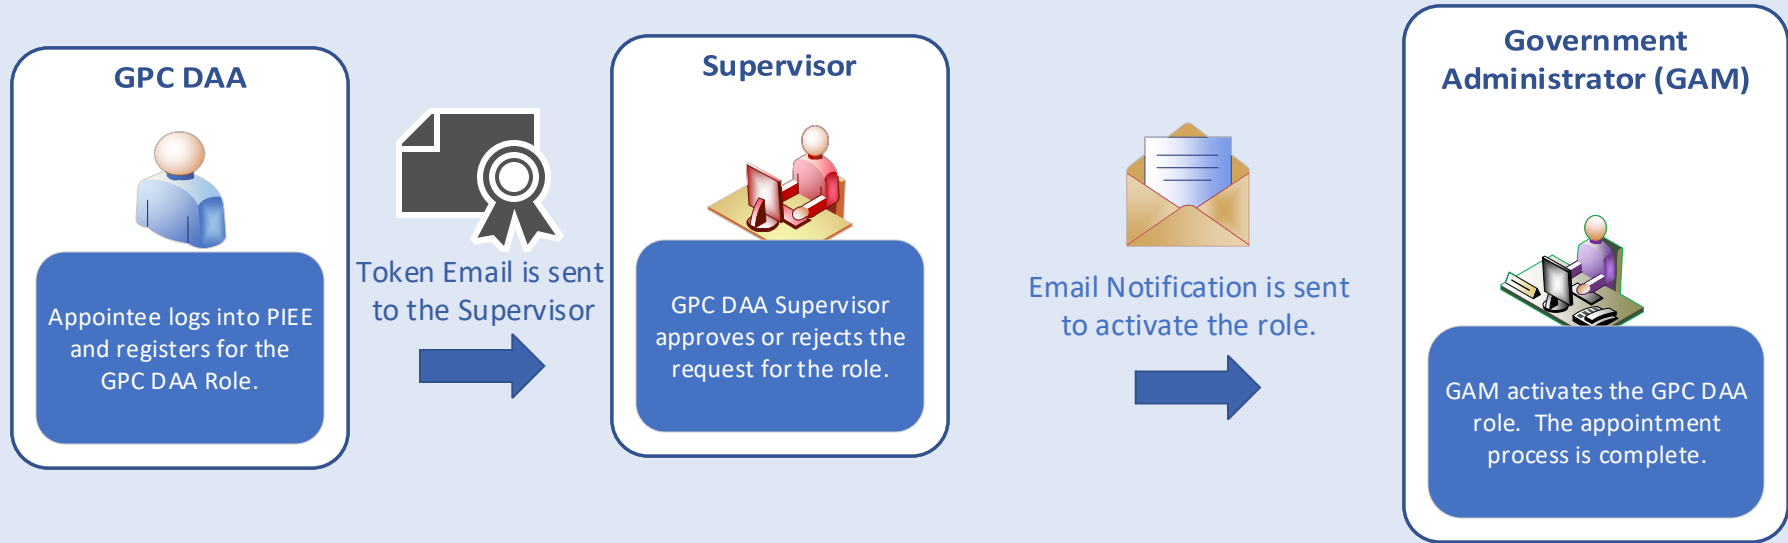 GPC DAA
Appointee logs into PIEE
and registers for the
GPC DAA Role.
Token Email is sent
to the Supervisor
Supervisor
GPC DAA Supervisor
approves or rejects the
request for the role.
Email Notification is sent
to activate the role.
Government
Administrator (GAM)
GAM activates the GPC DAA
role. The appointment
process is complete.